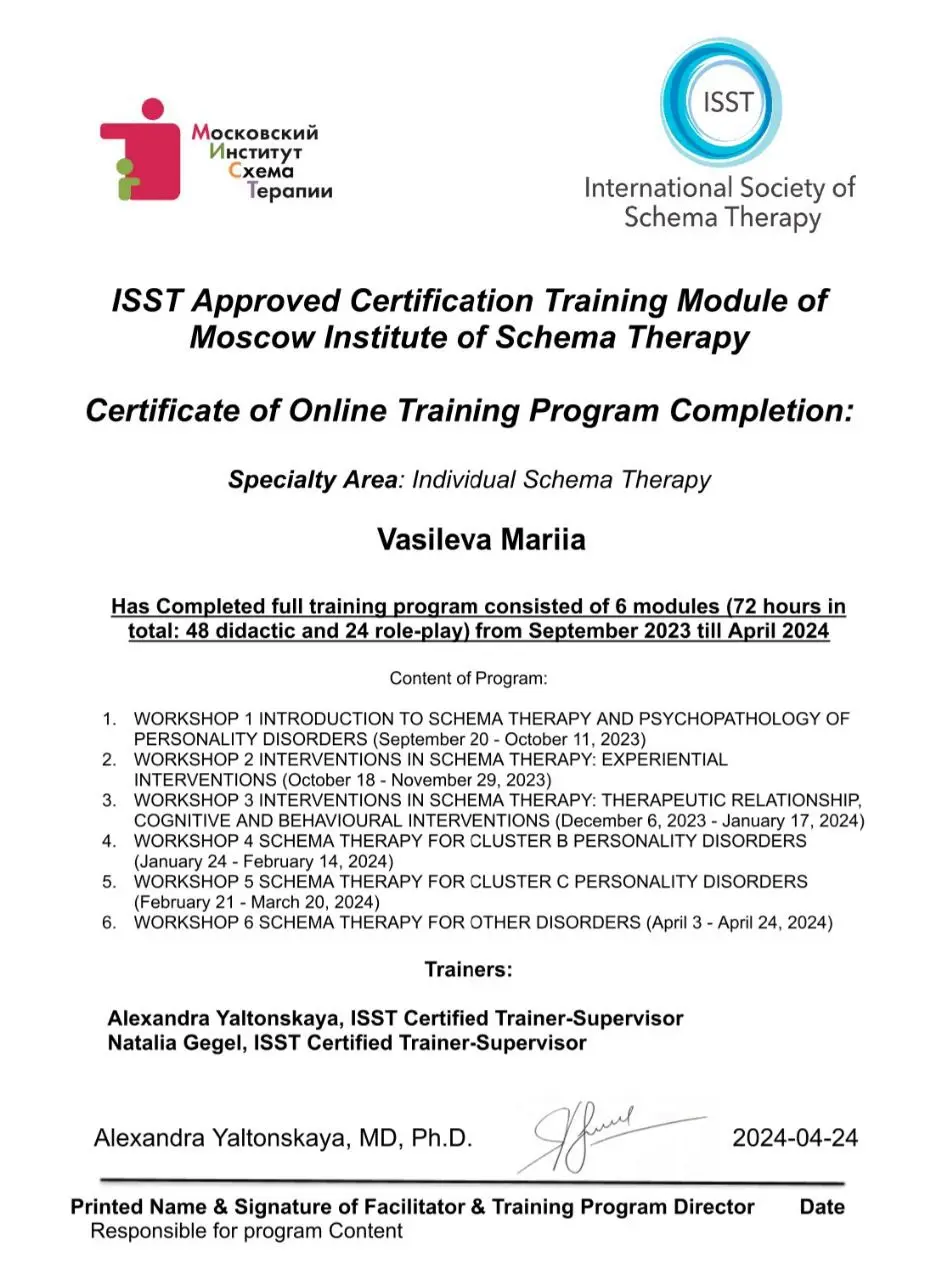 Московский
Институт
Схема
Терапии
ISST
International Society of
Schema Therapy
ISST Approved Certification Training Module of
Moscow Institute of Schema Therapy
Certificate of Online Training Program Completion:
Specialty Area: Individual Schema Therapy
Vasileva Mariia
Has Completed full training program consisted of 6 modules (72 hours in
total: 48 didactic and 24 role-play) from September 2023 till April 2024
Content of Program:
1. WORKSHOP 1 INTRODUCTION TO SCHEMA THERAPY AND PSYCHOPATHOLOGY OF
PERSONALITY DISORDERS (September 20 - October 11, 2023)
2. WORKSHOP 2 INTERVENTIONS IN SCHEMA THERAPY: EXPERIENTIAL
INTERVENTIONS (October 18 - November 29, 2023)
3. WORKSHOP 3 INTERVENTIONS IN SCHEMA THERAPY: THERAPEUTIC RELATIONSHIP,
COGNITIVE AND BEHAVIOURAL INTERVENTIONS (December 6, 2023 - January 17, 2024)
4. WORKSHOP 4 SCHEMA THERAPY FOR CLUSTER B PERSONALITY DISORDERS
(January 24 - February 14, 2024)
5. WORKSHOP 5 SCHEMA THERAPY FOR CLUSTER C PERSONALITY DISORDERS
(February 21 - March 20, 2024)
6. WORKSHOP 6 SCHEMA THERAPY FOR OTHER DISORDERS (April 3 - April 24, 2024)
Trainers:
Alexandra Yaltonskaya, ISST Certified Trainer-Supervisor
Natalia Gegel, ISST Certified Trainer-Supervisor
Alexandra Yaltonskaya, MD, Ph.D. 2024-04-24
Printed Name & Signature of Facilitator & Training Program Director Date
Responsible for program Content